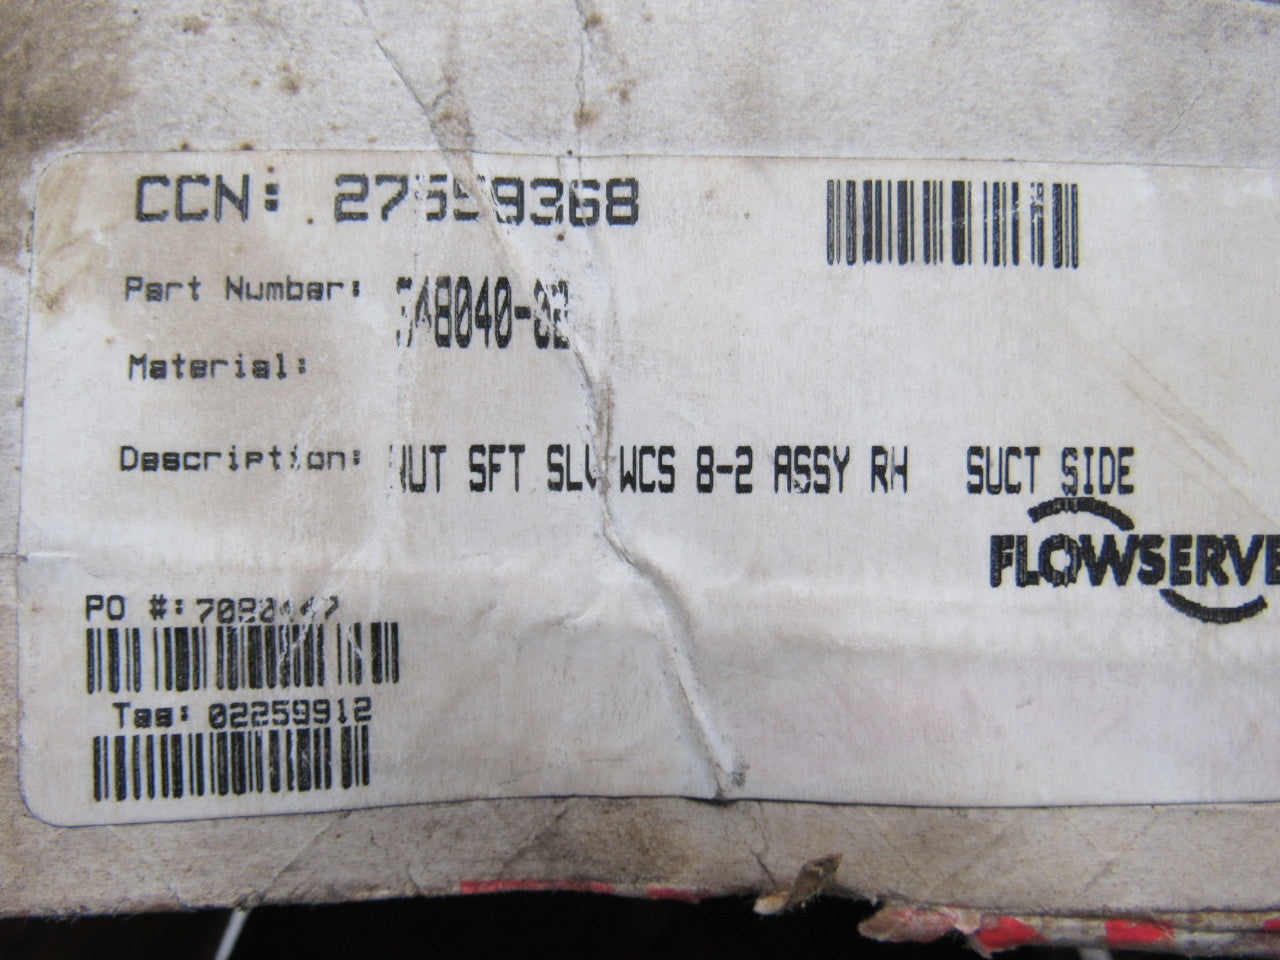 CCN: 27559368
Part Number:
Material:
Description: NUT SFT SLV WCS 8-2 ASSY RH SUCT SIDE
FLOWSERVE
PO #:
Tag: 02259912